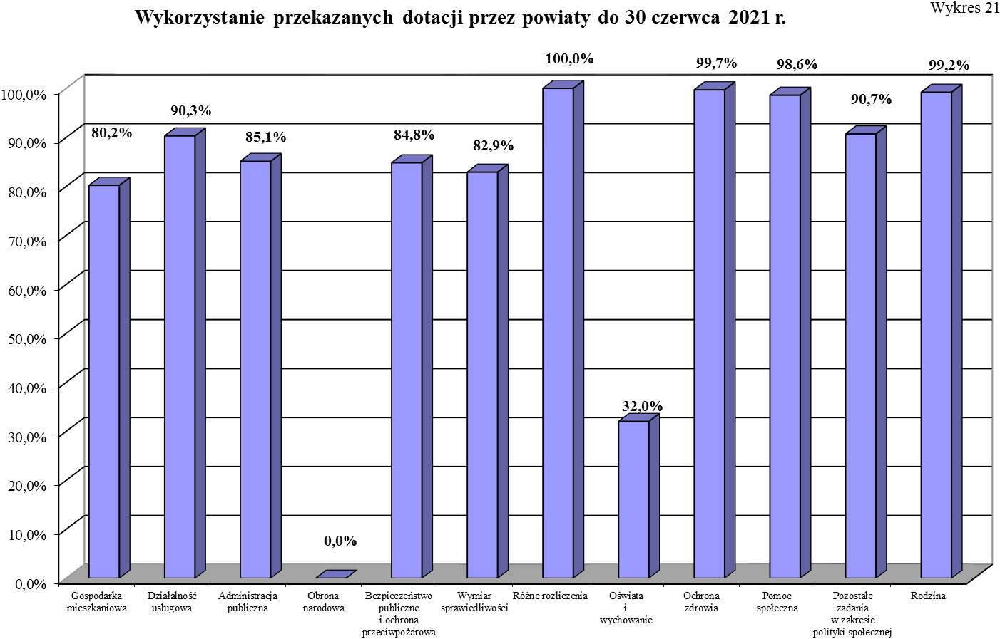 Wykres 21
Wykorzystanie przekazanych dotacji przez powiaty do 30 czerwca 2021 r.
100,0%
90,0%
80,0%
70,0%
60,0%
50,0%
40,0%
30,0%
20,0%
10,0%
0,0%
80,2%
90,3%
85,1%
0,0%
84,8%
82,9%
100,0%
32,0%
99,7%
98,6%
90,7%
99,2%
Gospodarka
mieszkaniowa
Działalność
usługowa
Administracja
publiczna
Obrona
narodowa
Bezpieczeństwo
publiczne
i ochrona
przeciwpożarowa
Wymiar
sprawiedliwości
Różne rozliczenia
Oświata
i
wychowanie
Ochrona
zdrowia
Pomoc
społeczna
Pozostałe
zadania
w zakresie
polityki społecznej
Rodzina